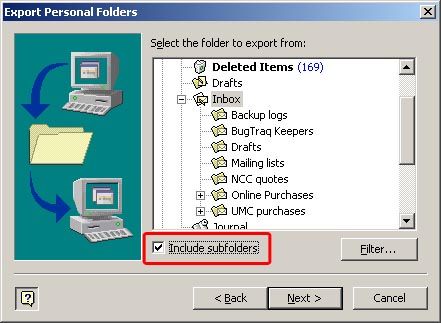 Export Personal Folders
Select the folder to export from:
Deleted Items (169)
Drafts
Inbox
Backup logs
BugTraq Keepers
Drafts
Mailing lists
NCC quotes
Online Purchases
UMC purchases
Journal
Include subfolders
Filter...
< Back
Next >
Cancel